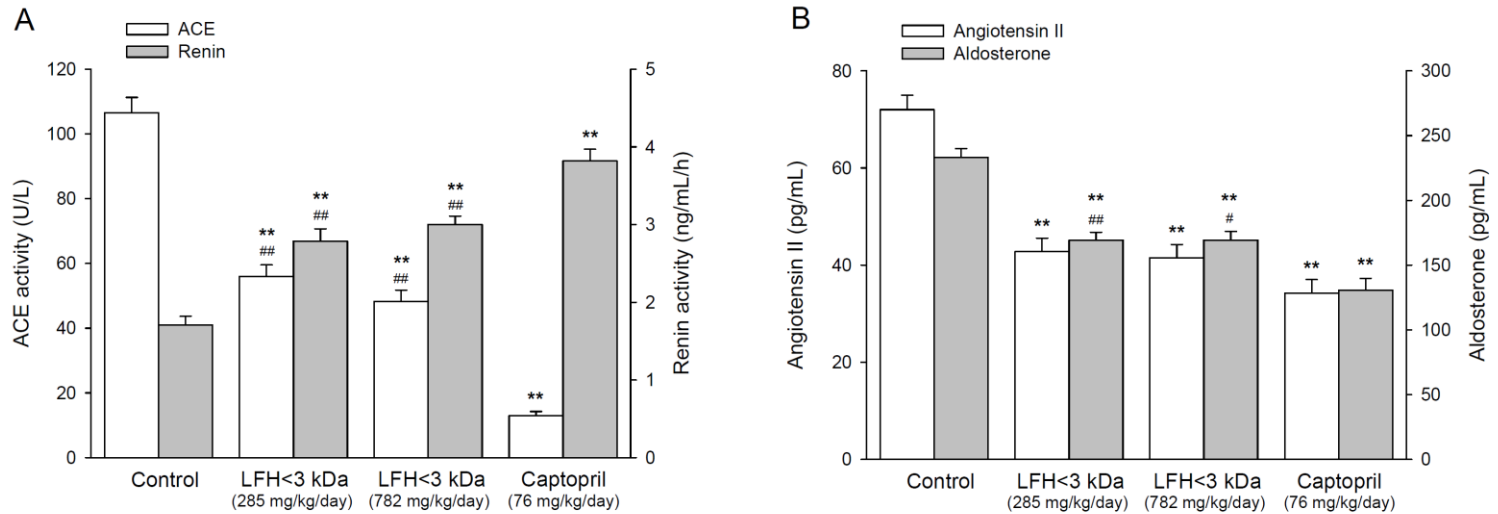 A
ACE
Renin
ACE activity (U/L)
120
100
80
60
40
20
0
Renin activity (ng/mL/h)
5
4
3
2
1
0
**
##
**
##
**
##
**
##
**
**
Control
LFH<3 kDa
(285 mg/kg/day)
LFH<3 kDa
(782 mg/kg/day)
Captopril
(76 mg/kg/day)
B
Angiotensin II
Aldosterone
Angiotensin II (pg/mL)
80
60
40
20
0
Aldosterone (pg/mL)
300
250
200
150
100
50
0
**
**
##
**
**
#
**
**
Control
LFH<3 kDa
(285 mg/kg/day)
LFH<3 kDa
(782 mg/kg/day)
Captopril
(76 mg/kg/day)